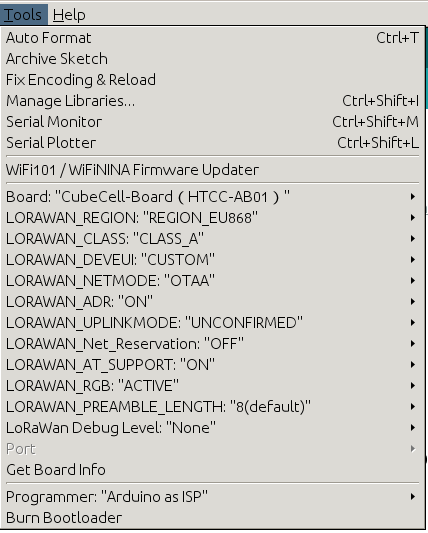 Tools Help
Auto Format Ctrl+T
Archive Sketch
Fix Encoding & Reload
Manage Libraries... Ctrl+Shift+I
Serial Monitor Ctrl+Shift+M
Serial Plotter Ctrl+Shift+L
WiFi101 / WiFiNINA Firmware Updater
Board: "CubeCell-Board ( HTCC-AB01 ) "
LORAWAN_REGION: "REGION_EU868"
LORAWAN_CLASS: "CLASS_A"
LORAWAN_DEVEUI: "CUSTOM"
LORAWAN_NETMODE: "OTAA"
LORAWAN_ADR: "ON"
LORAWAN_UPLINKMODE: "UNCONFIRMED"
LORAWAN_Net_Reservation: "OFF"
LORAWAN_AT_SUPPORT: "ON"
LORAWAN_RGB: "ACTIVE"
LORAWAN_PREAMBLE_LENGTH: "8(default)"
LoRaWan Debug Level: "None"
Port
Get Board Info
Programmer: "Arduino as ISP"
Burn Bootloader